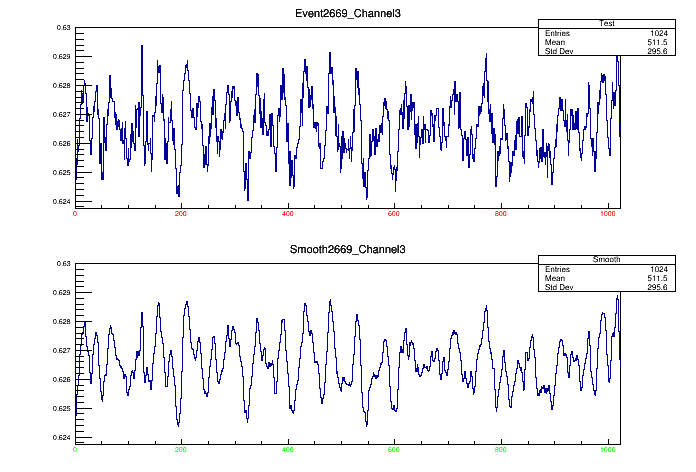 Event2669_Channel3
Test
Entries 1024
Mean 511.5
Std Dev 295.6
0.63
0.629
0.628
0.627
0.626
0.625
0.624
0 200 400 600 800 1000
Smooth2669_Channel3
Smooth
Entries 1024
Mean 511.5
Std Dev 295.6
0.63
0.629
0.628
0.627
0.626
0.625
0.624
0 200 400 600 800 1000